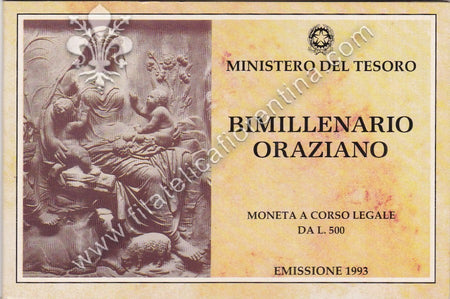 MINISTERO DEL TESORO
BIMILLENARIO
ORAZIANO
MONETA A CORSO LEGALE
DA L. 500
EMISSIONE 1993
www.filatelicafiorentina.com